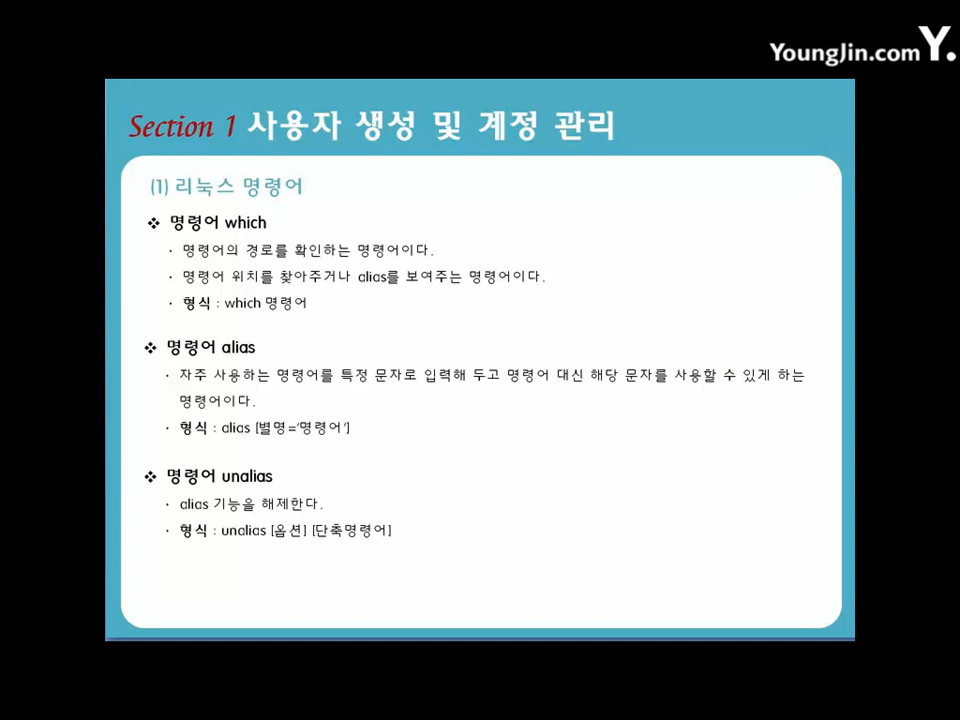 YoungJin.com Y.
Section 1 사용자 생성 및 계정 관리
(1) 리눅스 명령어
❖ 명령어 which
· 명령어의 경로를 확인하는 명령어이다.
· 명령어 위치를 찾아주거나 alias를 보여주는 명령어이다.
· 형식 : which 명령어
❖ 명령어 alias
· 자주 사용하는 명령어를 특정 문자로 입력해 두고 명령어 대신 해당 문자를 사용할 수 있게 하는
명령어이다.
· 형식 : alias [별명='명령어']
❖ 명령어 unalias
· alias 기능을 해제한다.
· 형식 : unalias [옵션] [단축명령어]